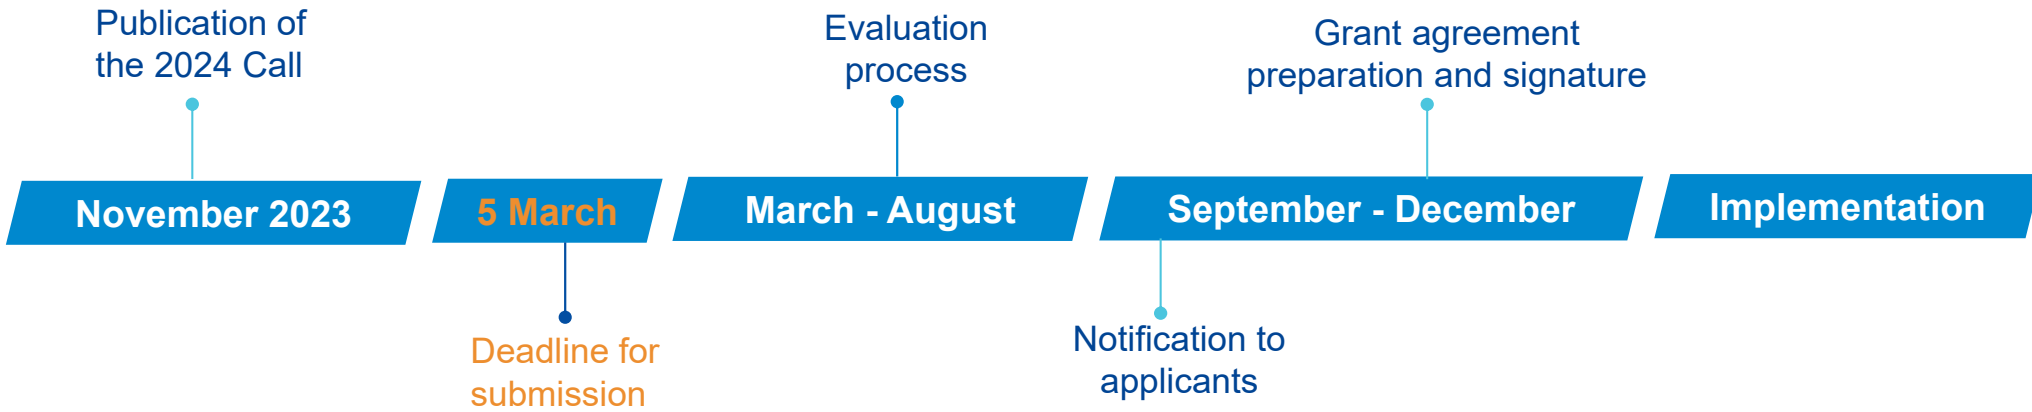 Publication of
the 2024 Call
Evaluation
process
Grant agreement
preparation and signature
November 2023
5 March
March - August
September - December
Implementation
Deadline for
submission
Notification to
applicants